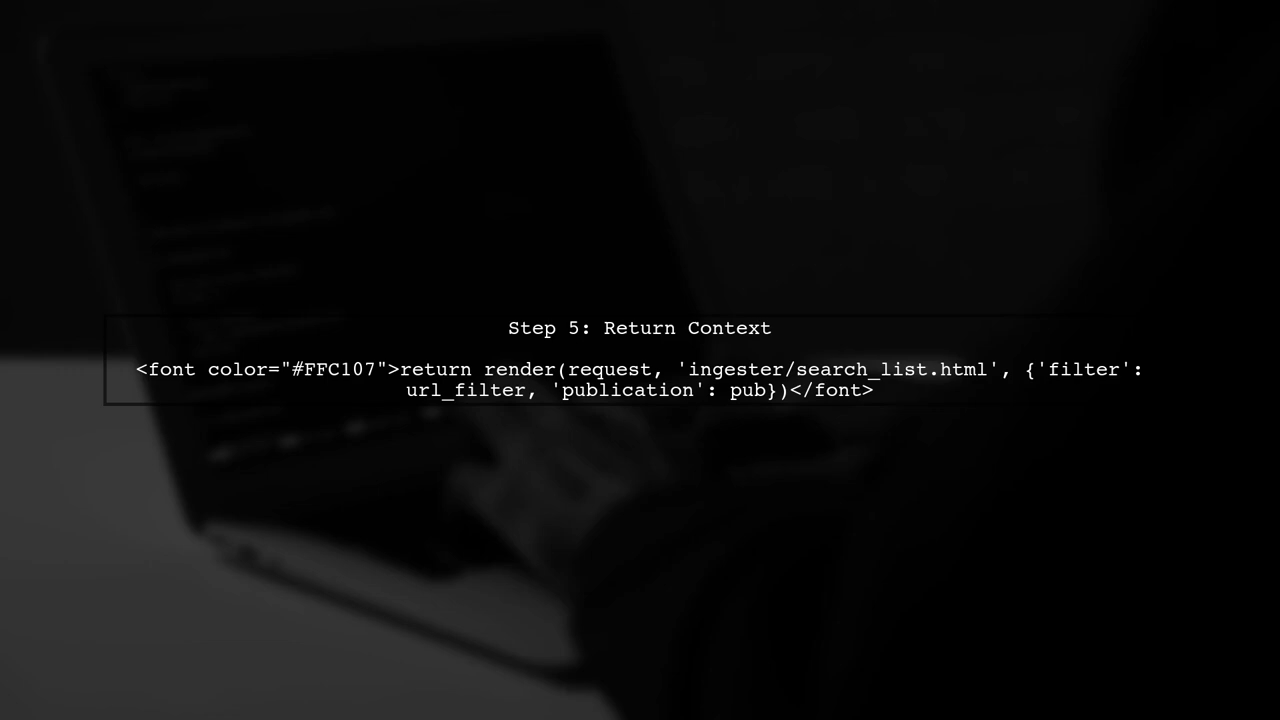 Step 5: Return Context
<font color="#FFC107">return render(request, 'ingester/search_list.html', {'filter':
url_filter, 'publication': pub})</font>